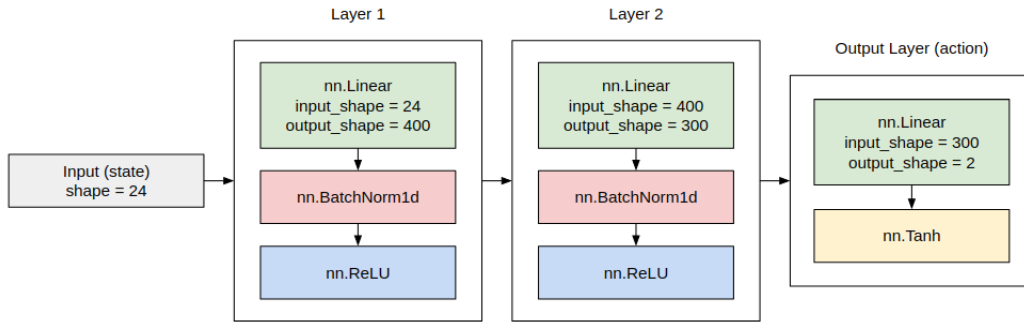 Input (state)
shape = 24
Layer 1
nn.Linear
input_shape = 24
output_shape = 400
nn.BatchNorm1d
nn.ReLU
Layer 2
nn.Linear
input_shape = 400
output_shape = 300
nn.BatchNorm1d
nn.ReLU
Output Layer (action)
nn.Linear
input_shape = 300
output_shape = 2
nn.Tanh